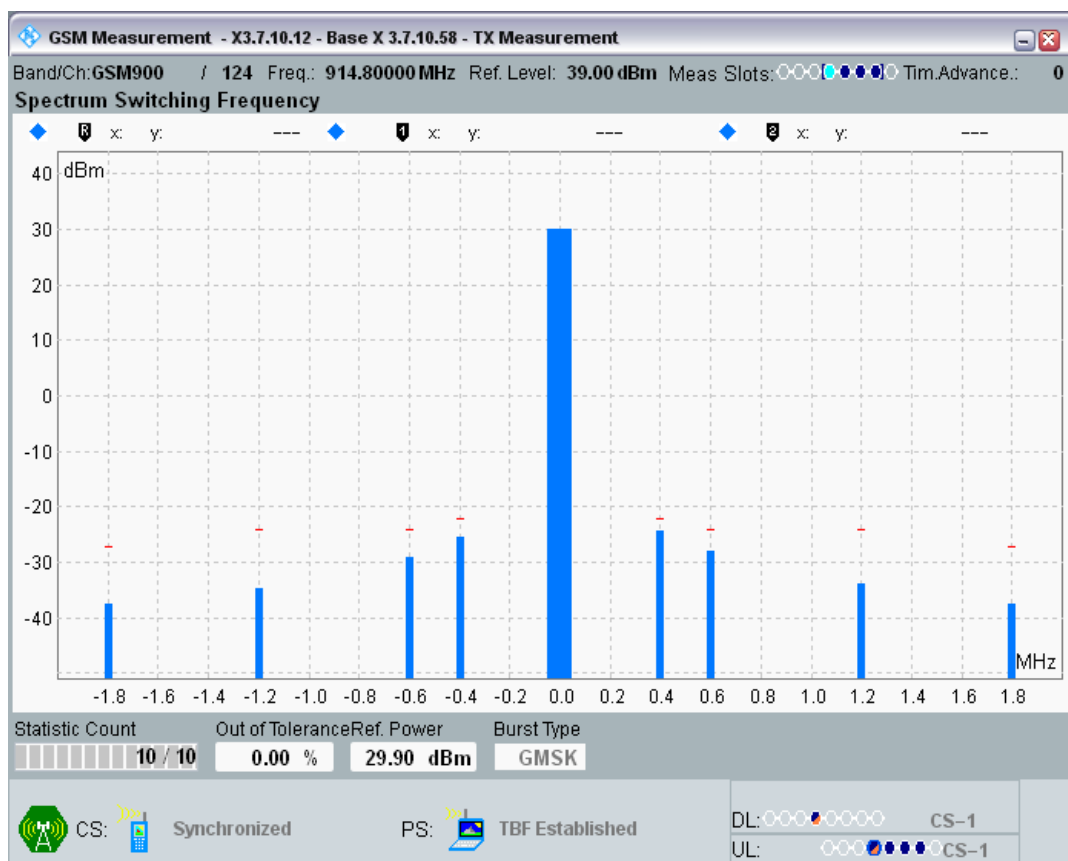 GSM Measurement - X3.7.10.12 - Base X 3.7.10.58 - TX Measurement
Band/Ch:GSM900 / 124 Freq.: 914.80000 MHz Ref. Level: 39.00 dBm Meas Slots: Tim.Advance.: 0
Spectrum Switching Frequency
R x: y: --- 1 x: y: --- 2 x: y: ---
dBm
40
30
20
10
0
-10
-20
-30
-40
MHz
-1.8 -1.6 -1.4 -1.2 -1.0 -0.8 -0.6 -0.4 -0.2 0.0 0.2 0.4 0.6 0.8 1.0 1.2 1.4 1.6 1.8
Statistic Count Out of Tolerance Ref. Power Burst Type
10 / 10 0.00 % 29.90 dBm GMSK
CS: Synchronized PS: TBF Established
DL: CS-1
UL: CS-1